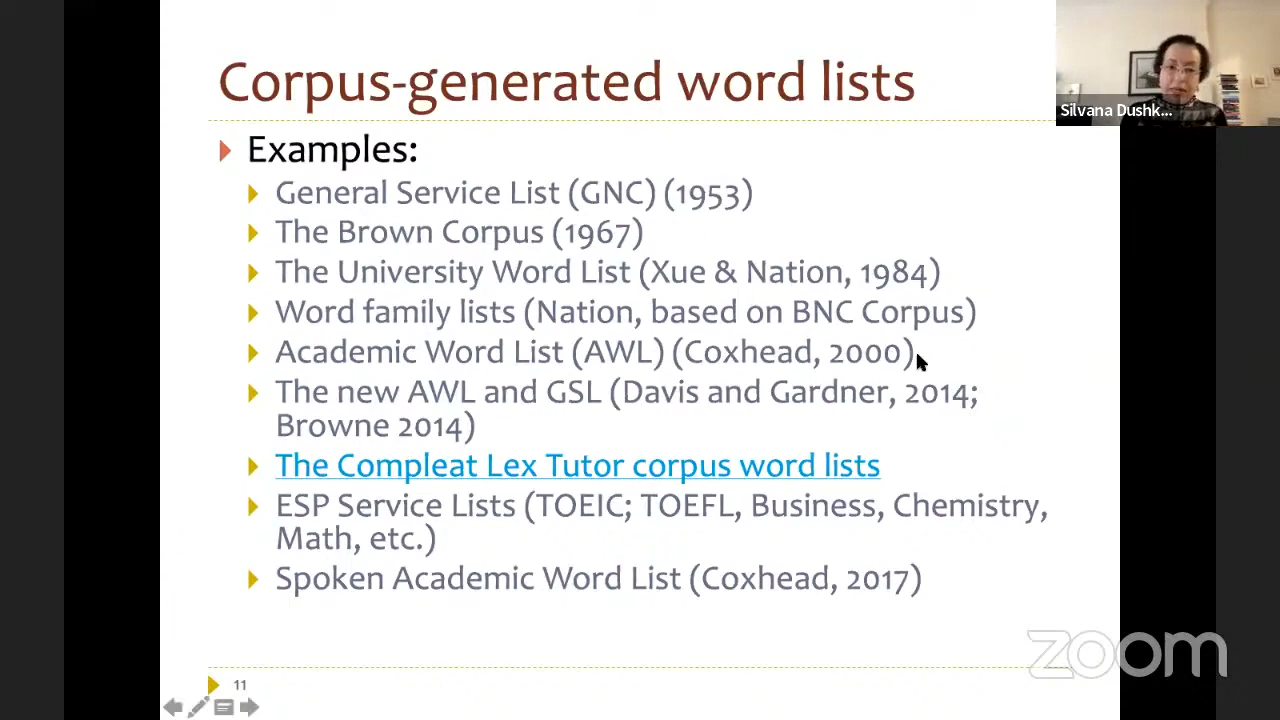 Corpus-generated word lists
Silvana Dushk...
Examples:
General Service List (GNC) (1953)
The Brown Corpus (1967)
The University Word List (Xue & Nation, 1984)
Word family lists (Nation, based on BNC Corpus)
Academic Word List (AWL) (Coxhead, 2000)
The new AWL and GSL (Davis and Gardner, 2014;
Browne 2014)
The Compleat Lex Tutor corpus word lists
ESP Service Lists (TOEIC; TOEFL, Business, Chemistry,
Math, etc.)
Spoken Academic Word List (Coxhead, 2017)
zoom
11